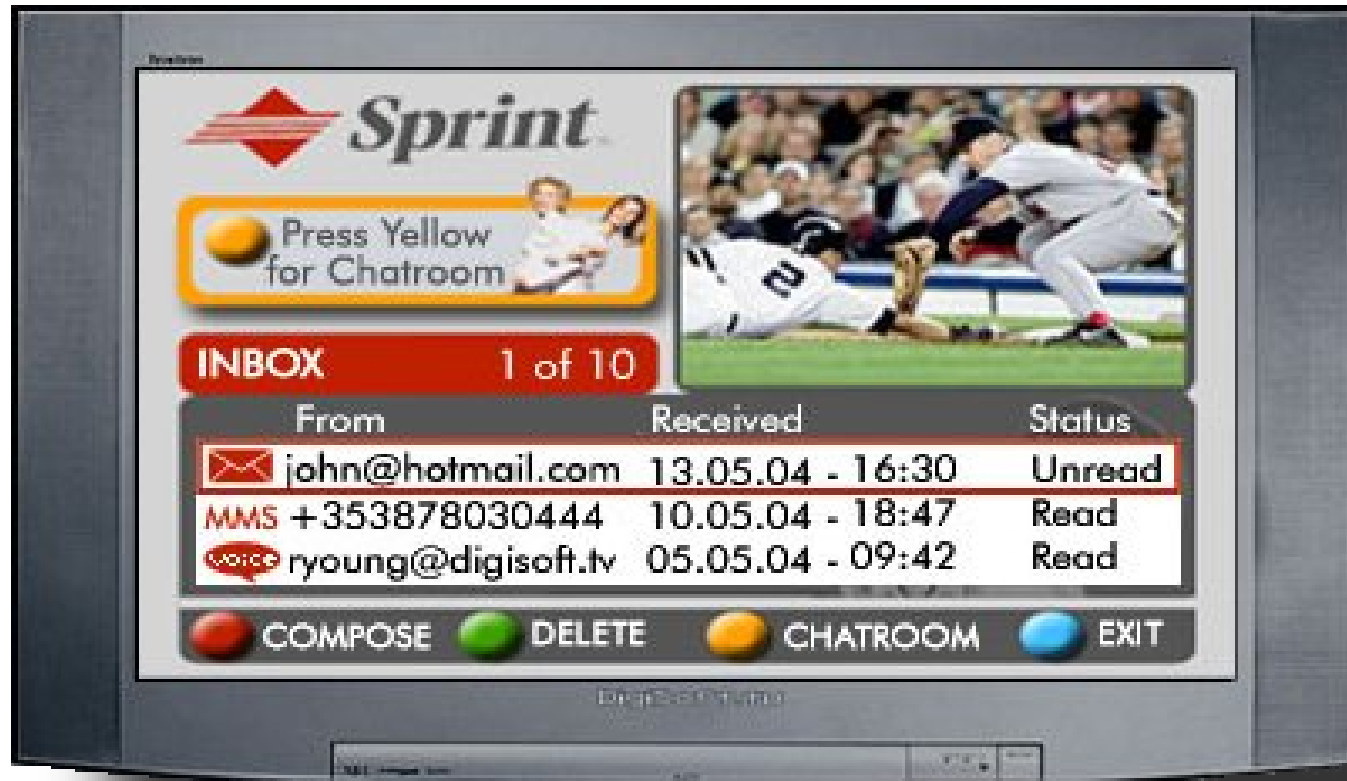 Sprint
Press Yellow
for Chatroom
2
INBOX 1 of 10
From Received Status
john@hotmail.com 13.05.04 - 16:30 Unread
MMS +353878030444 10.05.04 - 18:47 Read
voice ryoung@digisoft.tv 05.05.04 - 09:42 Read
COMPOSE DELETE CHATROOM EXIT